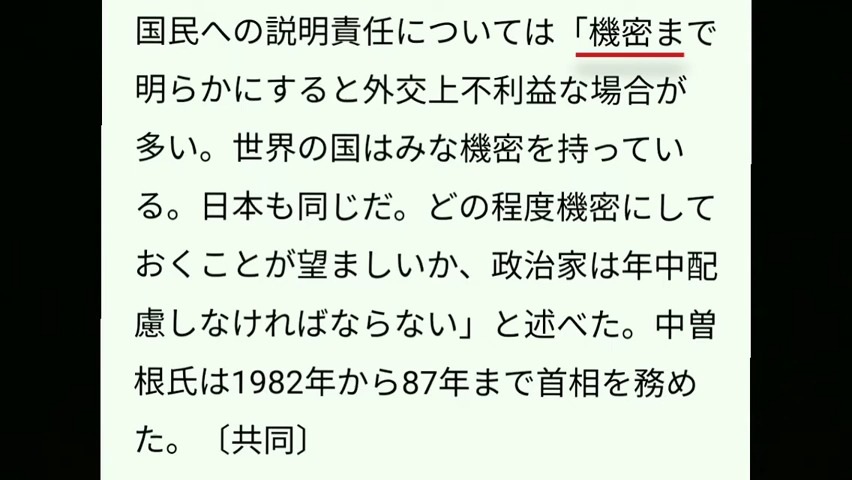 国民への説明責任については「機密まで
明らかにすると外交上不利益な場合が
多い。世界の国はみな機密を持ってい
る。日本も同じだ。どの程度機密にして
おくことが望ましいか、政治家は年中配
慮しなければならない」と述べた。中曽
根氏は1982年から87年まで首相を務め
た。〔共同〕